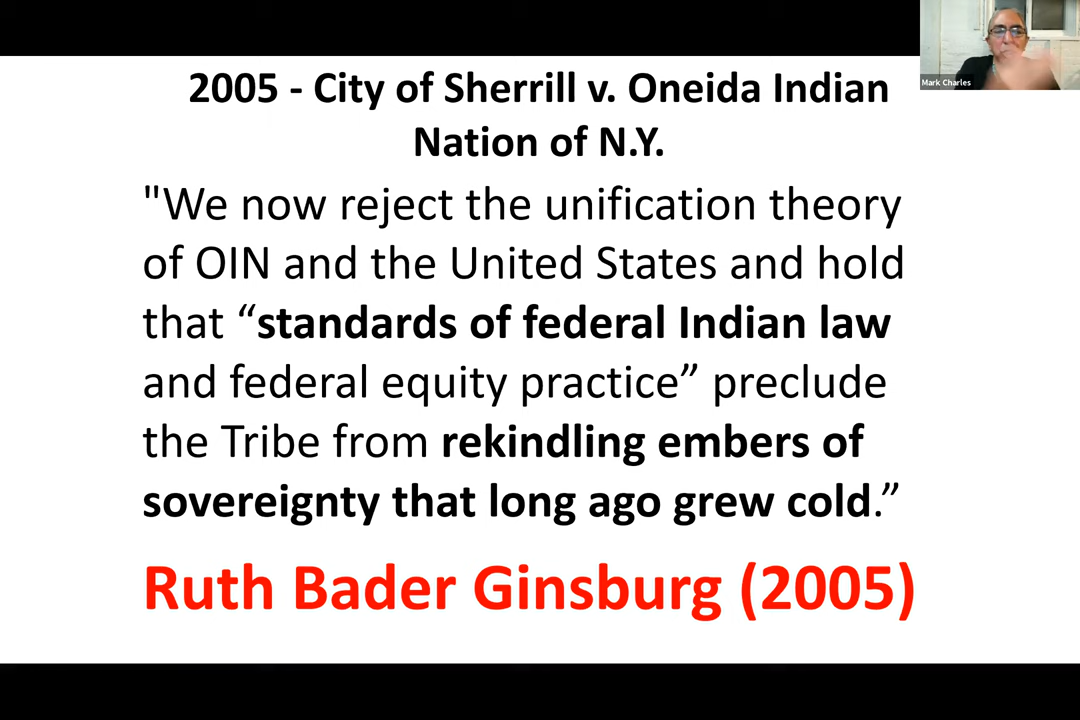 Mark Charles
2005 - City of Sherrill v. Oneida Indian
Nation of N.Y.
"We now reject the unification theory
of OIN and the United States and hold
that “standards of federal Indian law
and federal equity practice” preclude
the Tribe from rekindling embers of
sovereignty that long ago grew cold.”
Ruth Bader Ginsburg (2005)